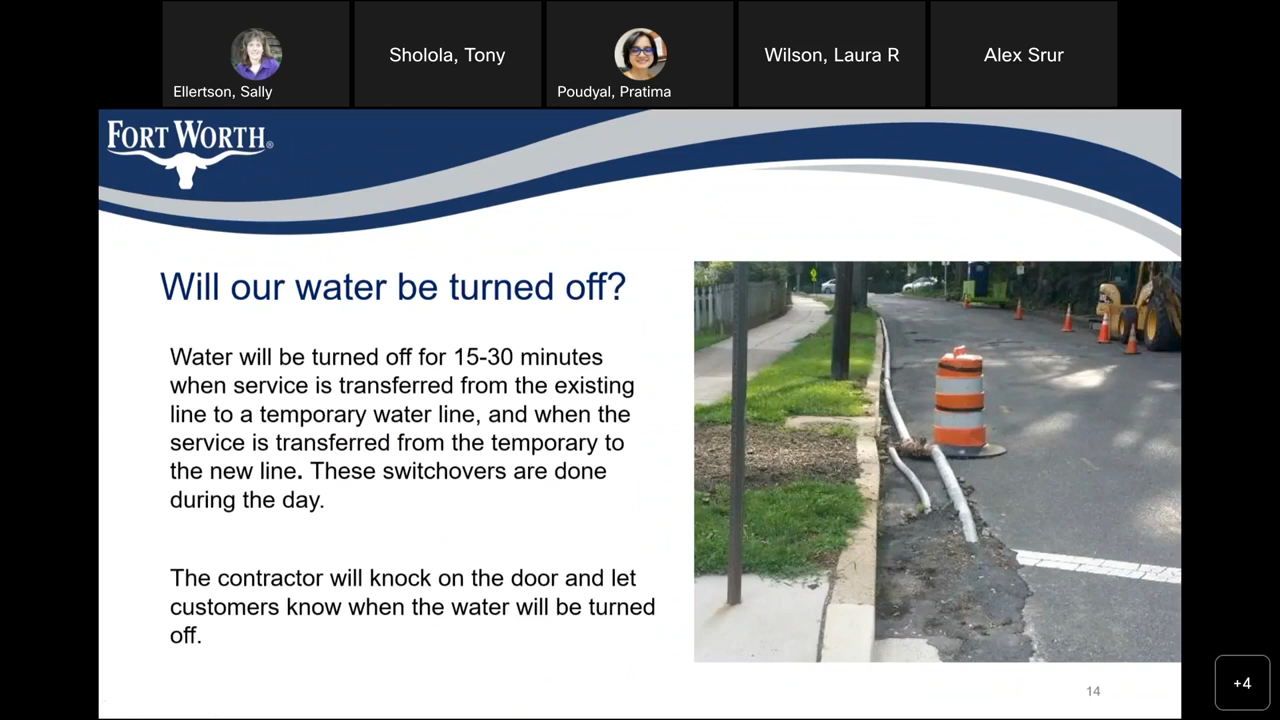 Ellertson, Sally
Sholola, Tony
Poudyal, Pratima
Wilson, Laura R
Alex Srur
FORT WORTH®
Will our water be turned off?
Water will be turned off for 15-30 minutes
when service is transferred from the existing
line to a temporary water line, and when the
service is transferred from the temporary to
the new line. These switchovers are done
during the day.
The contractor will knock on the door and let
customers know when the water will be turned
off.
14
+4